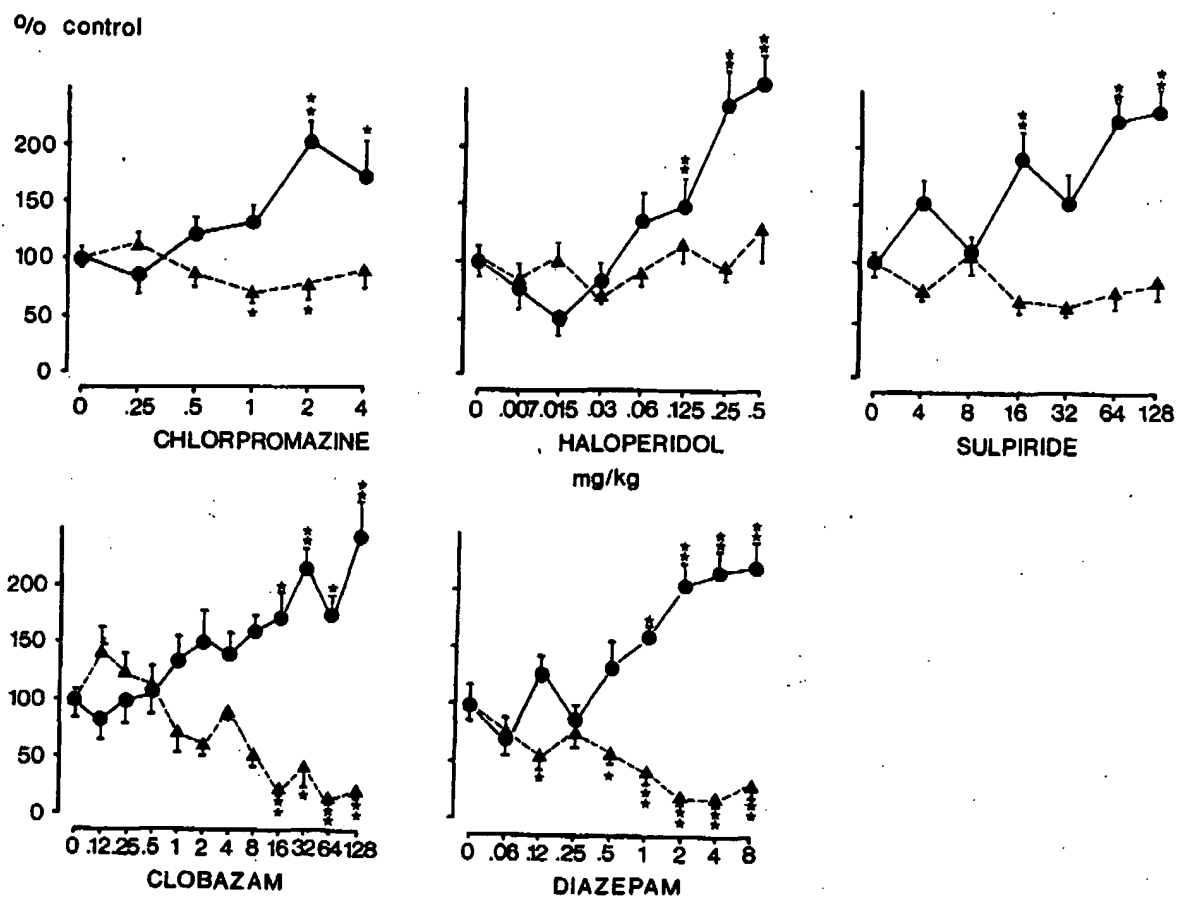 % control
200
150
100
50
0
0 .25 .5 1 2 4
CHLORPROMAZINE
0 .007 .015 .03 .06 .125 .25 .5
HALOPERIDOL
mg/kg
0 4 8 16 32 64 128
SULPIRIDE
200
150
100
50
0
0 .12 .25 .5 1 2 4 8 16 32 64 128
CLOBAZAM
0 .06 .12 .25 .5 1 2 4 8
DIAZEPAM